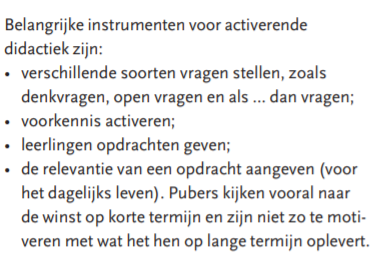 Belangrijke instrumenten voor activerende
didactiek zijn:
• verschillende soorten vragen stellen, zoals
denkvragen, open vragen en als ... dan vragen;
• voorkennis activeren;
• leerlingen opdrachten geven;
• de relevantie van een opdracht aangeven (voor
het dagelijks leven). Pubers kijken vooral naar
de winst op korte termijn en zijn niet zo te moti-
veren met wat het hen op lange termijn oplevert.